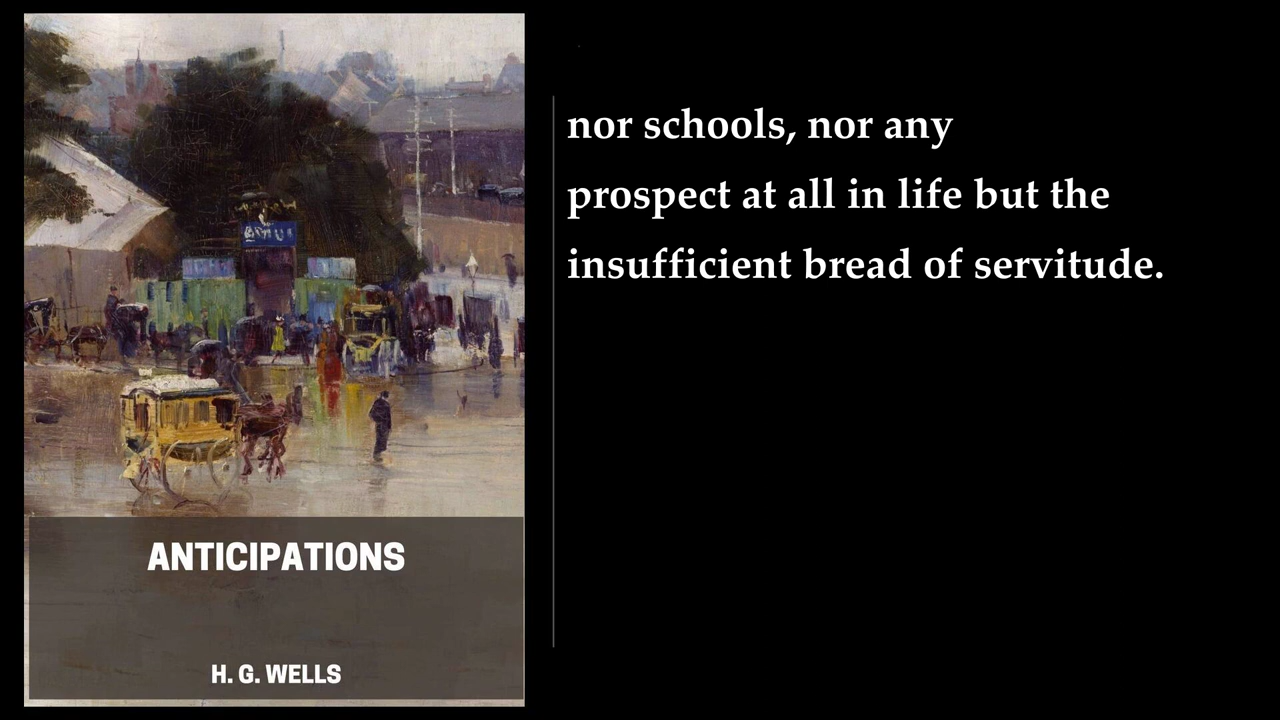 nor schools, nor any
prospect at all in life but the
insufficient bread of servitude.
ANTICIPATIONS
H. G. WELLS